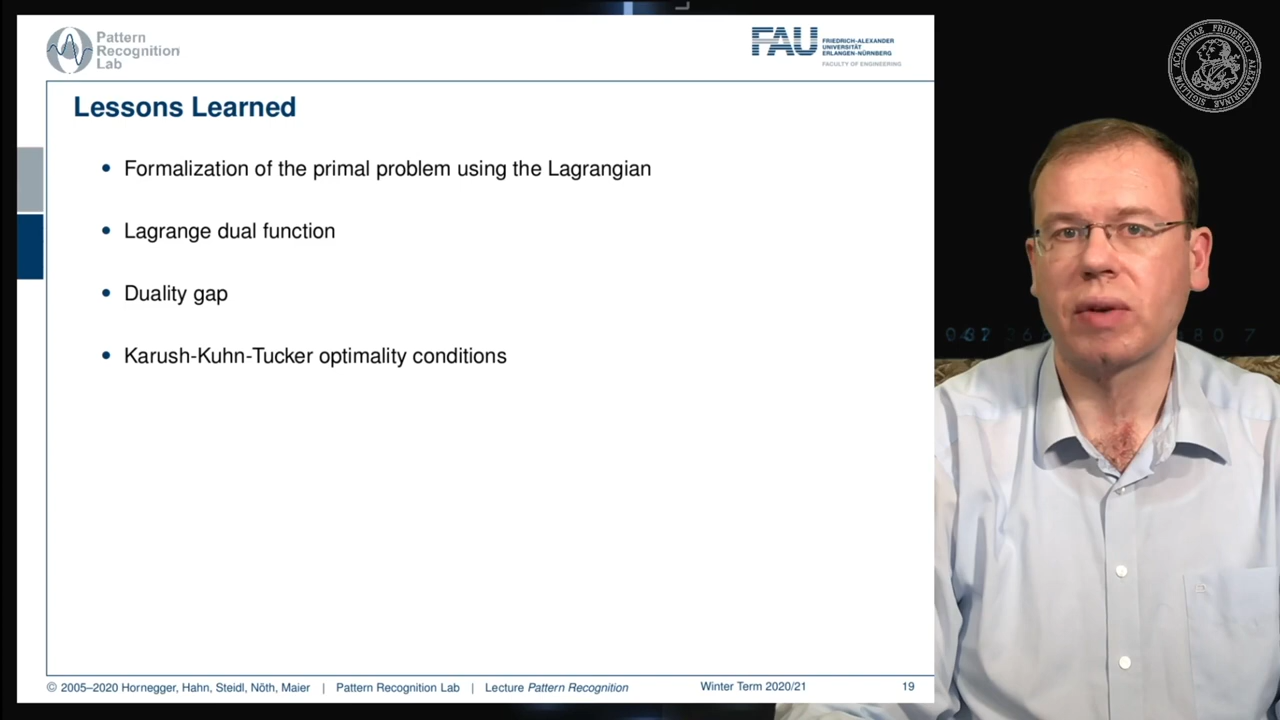 Pattern
Recognition
Lab
FAU
FRIEDRICH-ALEXANDER
UNIVERSITÄT
ERLANGEN-NÜRNBERG
FACULTY OF ENGINEERING
Lessons Learned
• Formalization of the primal problem using the Lagrangian
• Lagrange dual function
• Duality gap
• Karush-Kuhn-Tucker optimality conditions
© 2005–2020 Hornegger, Hahn, Steidl, Nöth, Maier | Pattern Recognition Lab | Lecture Pattern Recognition Winter Term 2020/21 19